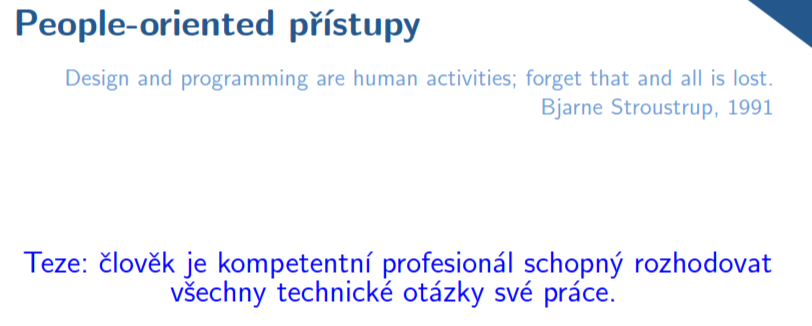 People-oriented přístupy
Design and programming are human activities; forget that and all is lost.
Bjarne Stroustrup, 1991
Teze: člověk je kompetentní profesionál schopný rozhodovat
všechny technické otázky své práce.